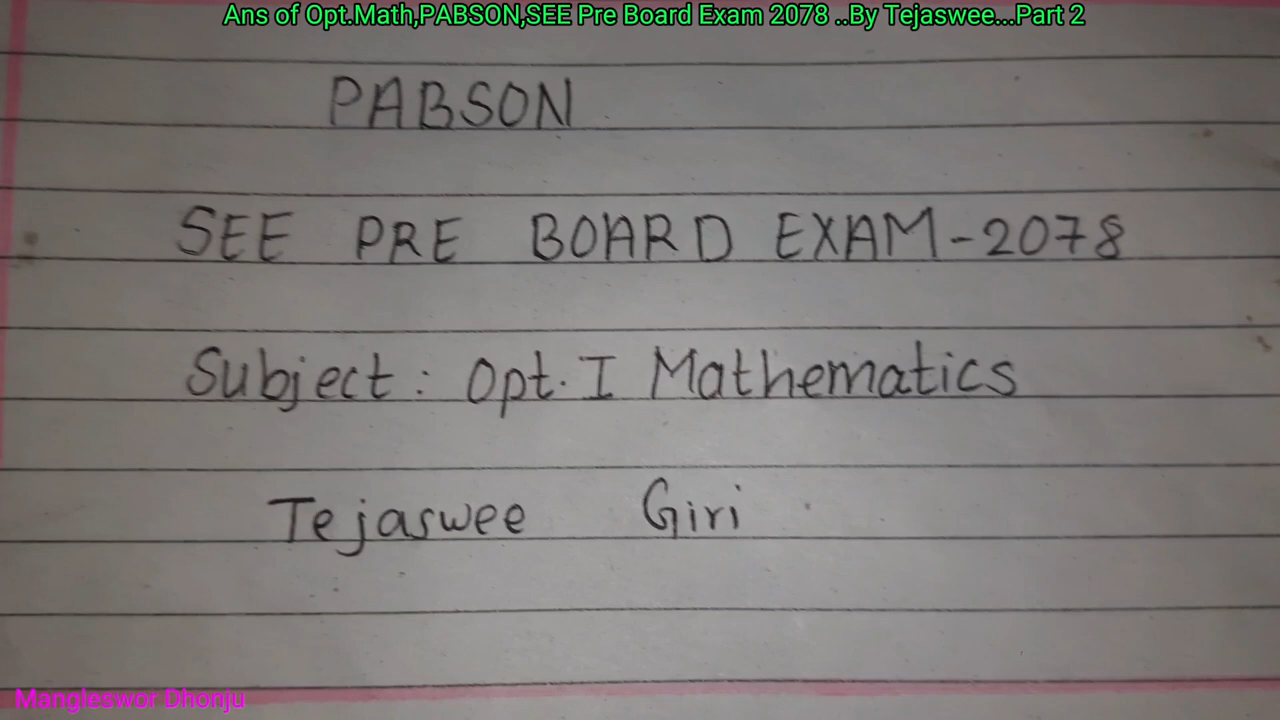 Ans of Opt.Math,PABSON,SEE Pre Board Exam 2078 ..By Tejaswee...Part 2
PABSON
SEE PRE BOARD EXAM-2078
Subject: Opt. I Mathematics
Tejaswee Giri
Mangleswor Dhonju